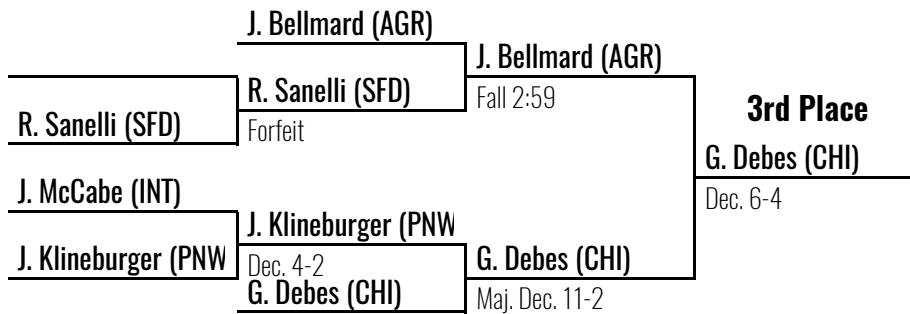 J. Bellmard (AGR)
J. Bellmard (AGR)
R. Sanelli (SFD)
Fall 2:59
3rd Place
R. Sanelli (SFD)
Forfeit
G. Debes (CHI)
J. McCabe (INT)
Dec. 6-4
J. Klineburger (PNW
J. Klineburger (PNW
Dec. 4-2
G. Debes (CHI)
G. Debes (CHI)
Maj. Dec. 11-2